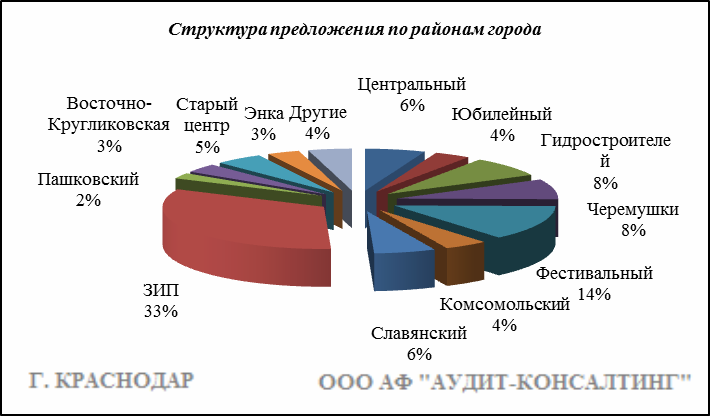 Структура предложения по районам города
Центральный
6%
Юбилейный
4%
Гидростроителе
й
8%
Черемушки
8%
Фестивальный
14%
Комсомольский
4%
Славянский
6%
ЗИП
33%
Пашковский
2%
Восточно-
Кругликовская
3%
Старый
центр
5%
Энка
3%
Другие
4%
Г. КРАСНОДАР
ООО АФ "АУДИТ-КОНСАЛТИНГ"